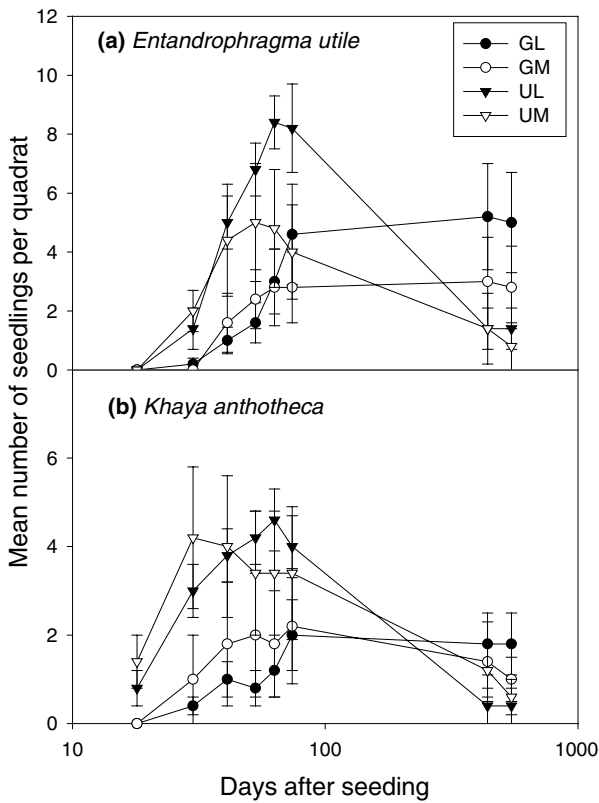 12
(a) Entandrophragma utile
GL
GM
UL
UM
10
8
6
4
2
0
(b) Khaya anthotheca
6
4
2
0
10
100
1000
Mean number of seedlings per quadrat
Days after seeding